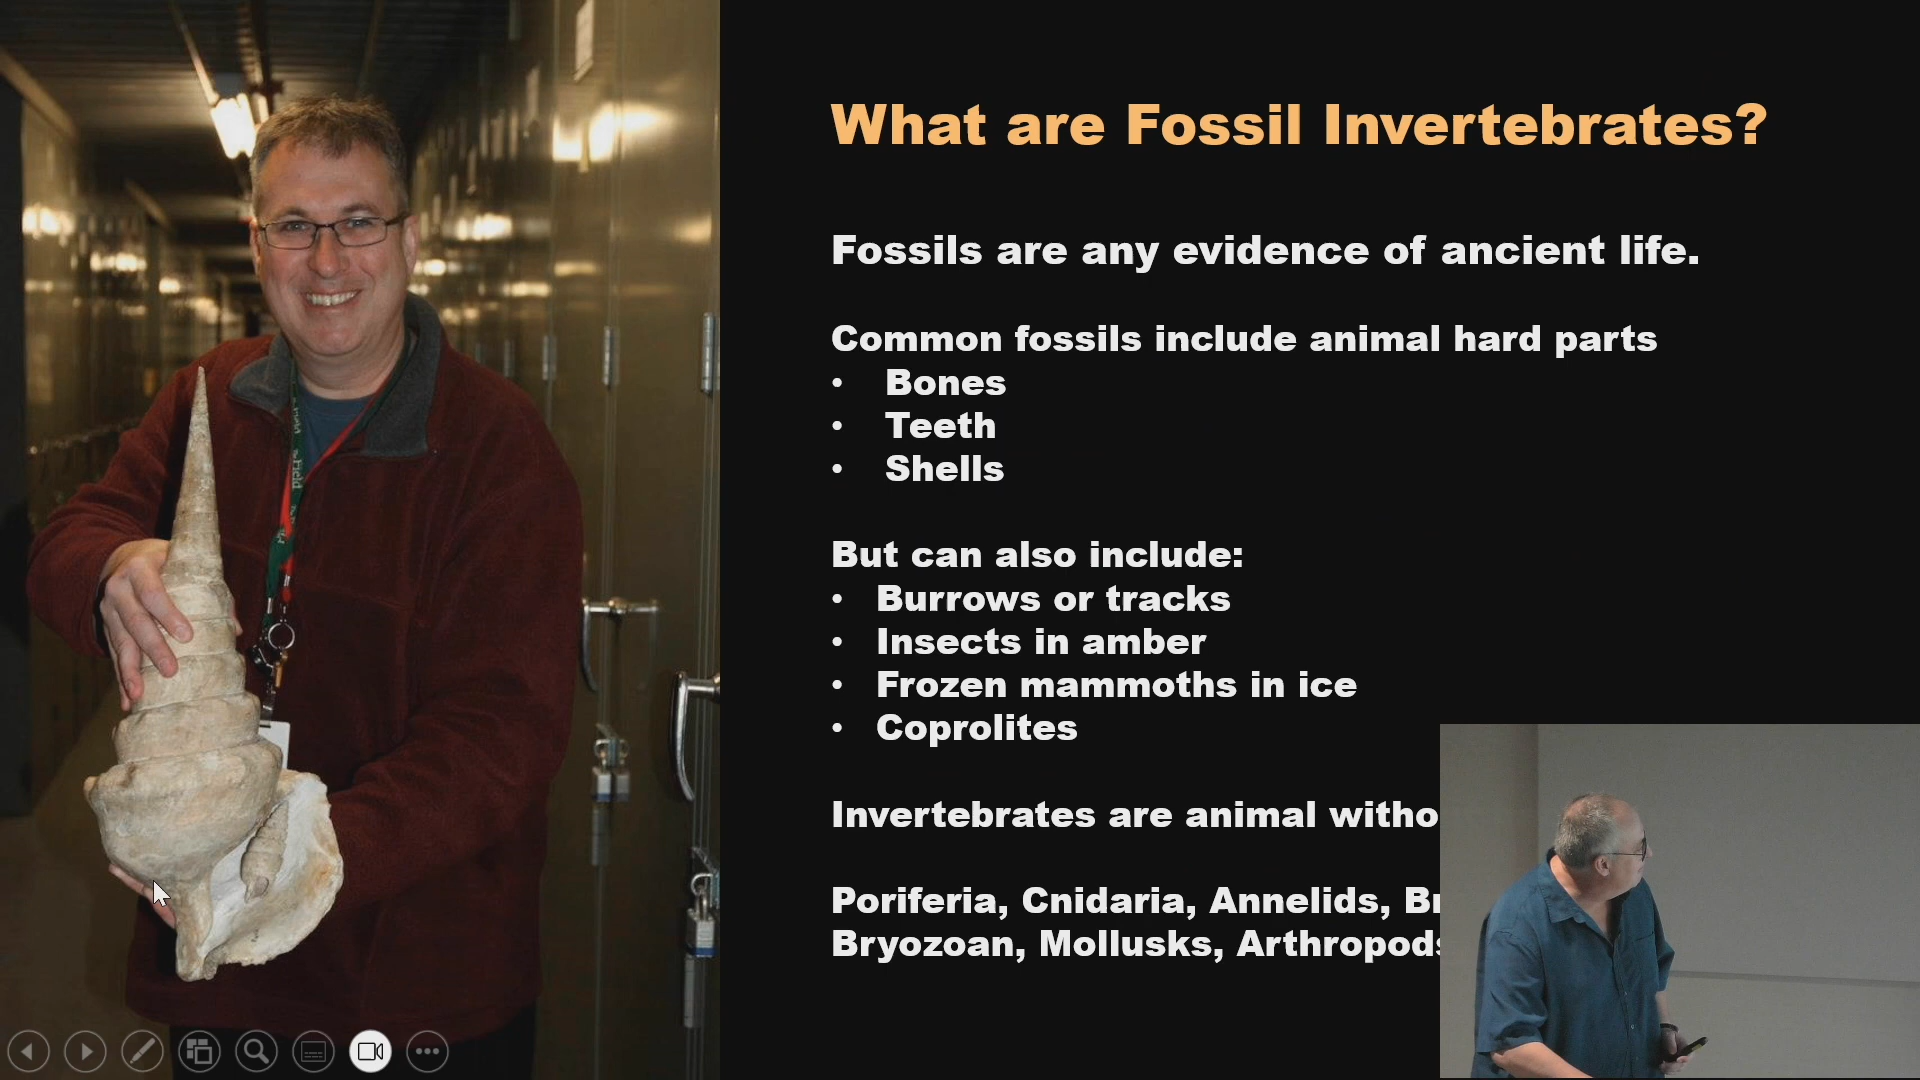 What are Fossil Invertebrates?
Fossils are any evidence of ancient life.
Common fossils include animal hard parts
• Bones
• Teeth
• Shells
But can also include:
• Burrows or tracks
• Insects in amber
• Frozen mammoths in ice
• Coprolites
Invertebrates are animal
Poriferia, Cnidaria, Annelids,
Bryozoan, Mollusks, Arthropods